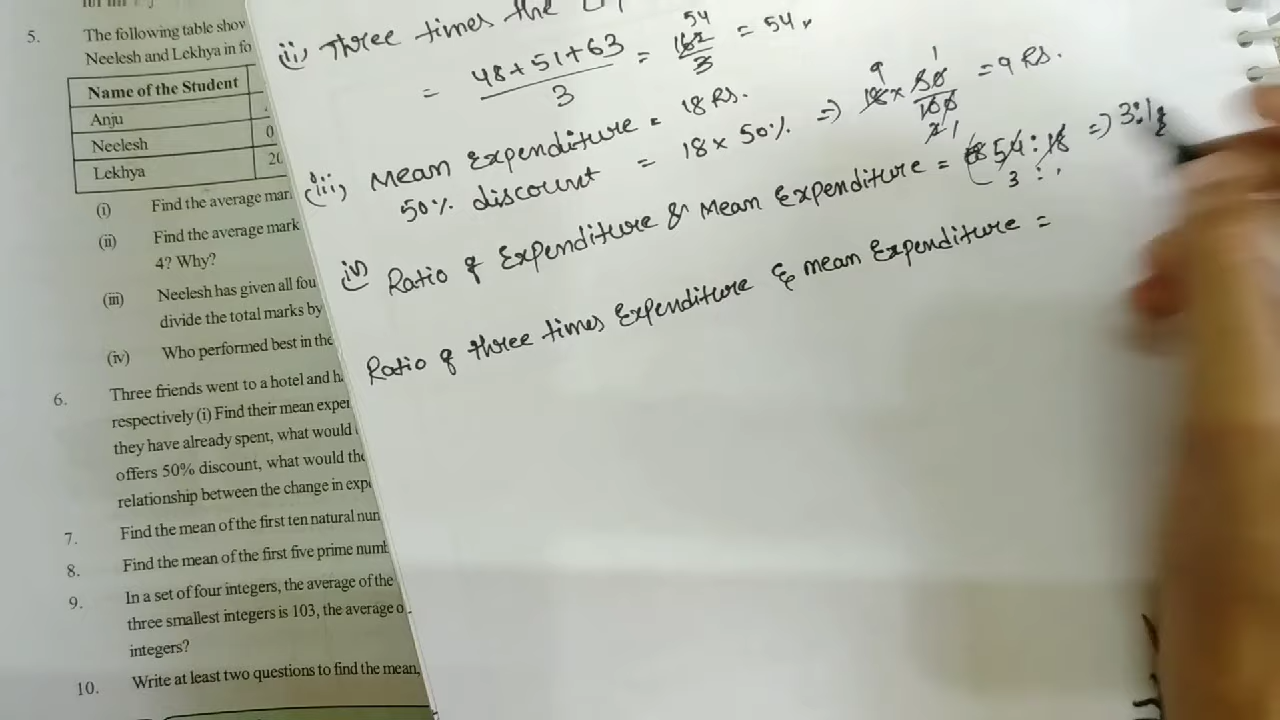 5. The following table shov
Neelesh and Lekhya in fo
Name of the Student
Anju
Neelesh 0
Lekhya 20
(i) Find the average mar
(ii) Find the average mark
4? Why?
(iii) Neelesh has given all fou
divide the total marks by
(iv) Who performed best in the
6. Three friends went to a hotel and h
respectively (i) Find their mean exper
they have already spent, what would
offers 50% discount, what would the
relationship between the change in exp
7. Find the mean of the first ten natural nun
8. Find the mean of the first five prime numb
9. In a set of four integers, the average of the
three smallest integers is 103, the average o
integers?
10. Write at least two questions to find the mean,
(ii) Three times the
= 48+51+63/3 = 162/3 54 = 54
(iii) Mean Expenditure = 18 Rs.
50% discount = 18 × 50% => 18 × 50/100 = 9 Rs.
(iv) Ratio of Expenditure & Mean Expenditure = 54:18 => 3:1
3 : 1
Ratio of three times Expenditure & mean Expenditure =